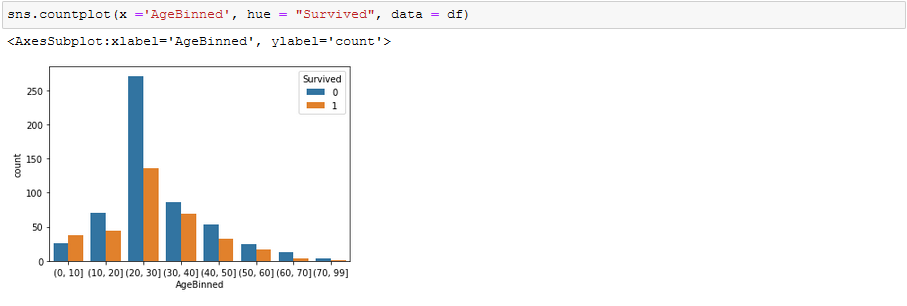 sns.countplot(x ='AgeBinned', hue = "Survived", data = df)
<AxesSubplot:xlabel='AgeBinned', ylabel='count'>
Survived
0
1
250
200
150
100
50
0
count
(0, 10] (10, 20] (20, 30] (30, 40] (40, 50] (50, 60] (60, 70] (70, 99]
AgeBinned